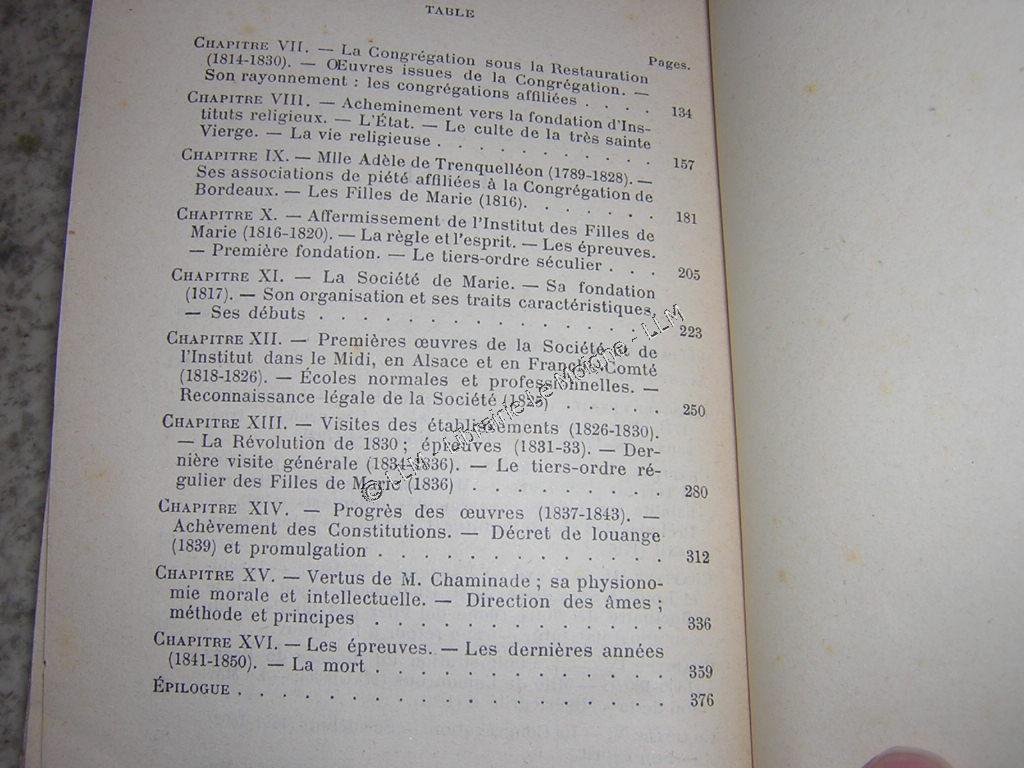 TABLE
Pages.
CHAPITRE VII. — La Congrégation sous la Restauration
(1814-1830). — Œuvres issues de la Congrégation. —
Son rayonnement : les congrégations affiliées . . . . 134
CHAPITRE VIII. — Acheminement vers la fondation d'Ins-
tituts religieux. — L'État. — Le culte de la très sainte
Vierge. — La vie religieuse . . . . . . . . . . 157
CHAPITRE IX. — Mlle Adèle de Trenquelléon (1789-1828). —
Ses associations de piété affiliées à la Congrégation de
Bordeaux. — Les Filles de Marie (1816). . . . . . . 181
CHAPITRE X. — Affermissement de l'Institut des Filles de
Marie (1816-1820). — La règle et l'esprit. — Les épreuves.
— Première fondation. — Le tiers-ordre séculier . . . 205
CHAPITRE XI. — La Société de Marie. — Sa fondation
(1817). — Son organisation et ses traits caractéristiques,
— Ses débuts . . . . . . . . . . . . . . 223
CHAPITRE XII. — Premières œuvres de la Société et de
l'Institut dans le Midi, en Alsace et en Franche-Comté
(1818-1826). — Écoles normales et professionnelles. —
Reconnaissance légale de la Société (1825) . . . . . 250
CHAPITRE XIII. — Visites des établissements (1826-1830).
— La Révolution de 1830 ; épreuves (1831-33). — Der-
nière visite générale (1834-1836). — Le tiers-ordre ré-
gulier des Filles de Marie (1836) . . . . . . . . . 280
CHAPITRE XIV. — Progrès des œuvres (1837-1843). —
Achèvement des Constitutions. — Décret de louange
(1839) et promulgation . . . . . . . . . . . . 312
CHAPITRE XV. — Vertus de M. Chaminade ; sa physiono-
mie morale et intellectuelle. — Direction des âmes ;
méthode et principes . . . . . . . . . . . . 336
CHAPITRE XVI. — Les épreuves. — Les dernières années
(1841-1850). — La mort . . . . . . . . . . . . 359
ÉPILOGUE . . . . . . . . . . . . . . . . . 376
© LLM - Librairie Le Moigne - LLM